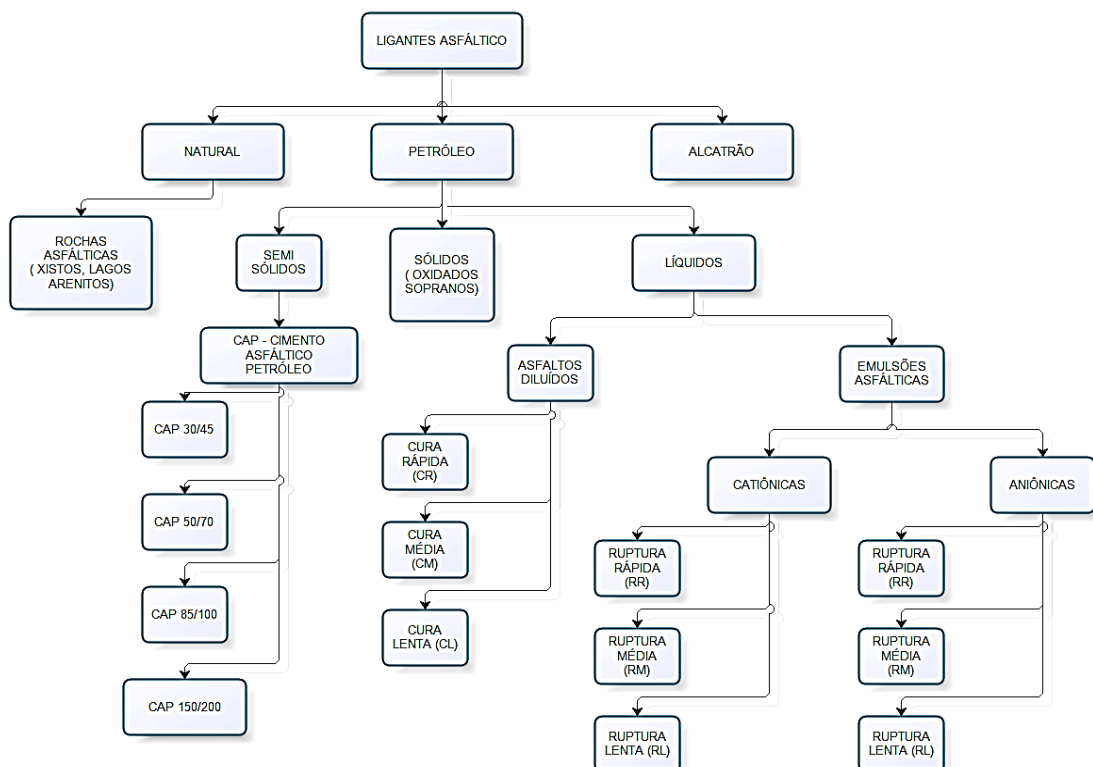 LIGANTES ASFÁLTICO
NATURAL
PETRÓLEO
ALCATRÃO
ROCHAS
ASFÁLTICAS
( XISTOS, LAGOS
ARENITOS)
SEMI
SÓLIDOS
SÓLIDOS
( OXIDADOS
SOPRANOS)
LÍQUIDOS
CAP - CIMENTO
ASFÁLTICO
PETRÓLEO
ASFALTOS
DILUÍDOS
EMULSÕES
ASFÁLTICAS
CAP 30/45
CAP 50/70
CAP 85/100
CAP 150/200
CURA
RÁPIDA
(CR)
CURA
MÉDIA
(CM)
CURA
LENTA (CL)
CATIÔNICAS
ANIÔNICAS
RUPTURA
RÁPIDA
(RR)
RUPTURA
MÉDIA
(RM)
RUPTURA
LENTA (RL)
RUPTURA
RÁPIDA
(RR)
RUPTURA
MÉDIA
(RM)
RUPTURA
LENTA (RL)